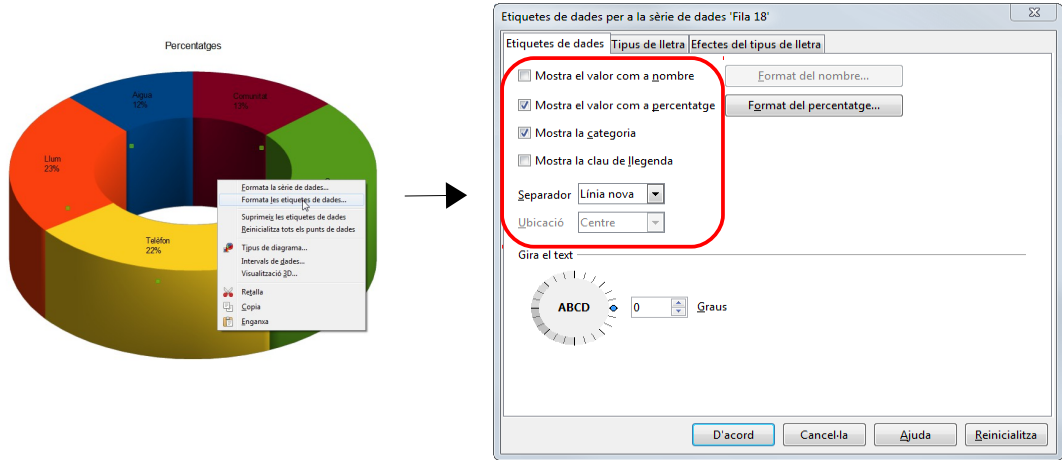 Percentatges
Aigua
12%
Comunitat
13%
Llum
23%
Telèfon
22%
Formata la sèrie de dades...
Formata les etiquetes de dades...
Suprimeix les etiquetes de dades
Reinicialitza tots els punts de dades
Tipus de diagrama...
Intervals de dades...
Visualització 3D...
Retalla
Copia
Enganxa
Etiquetes de dades per a la sèrie de dades 'Fila 18'
Etiquetes de dades Tipus de lletra Efectes del tipus de lletra
Mostra el valor com a nombre Format del nombre...
Mostra el valor com a percentatge Format del percentatge...
Mostra la categoria
Mostra la clau de llegenda
Separador Línia nova
Ubicació Centre
Gira el text
ABCD 0 Graus
D'acord Cancel·la Ajuda Reinicialitza